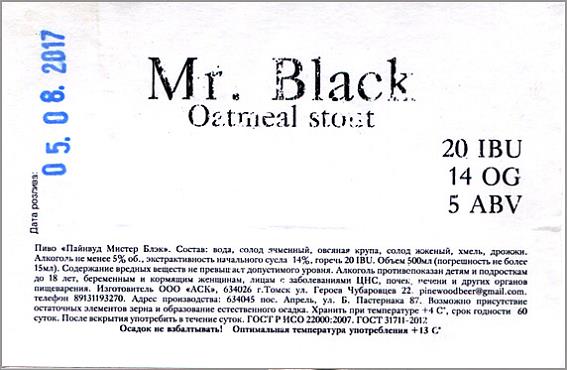 Mr. Black
Oatmeal stout
20 IBU
14 OG
5 ABV
Дата розлива:
05.08.2017
Пиво «Пайнвуд Мистер Блэк». Состав: вода, солод ячменный, овсяная крупа, солод жженый, хмель, дрожжи.
Алкоголь не менее 5% об., экстрактивность начального сусла 14%, горечь 20 IBU. Объем 500мл (погрешность не более
15мл). Содержание вредных веществ не превышает допустимого уровня. Алкоголь противопоказан детям и подросткам
до 18 лет, беременным и кормящим женщинам, лицам с заболеваниями ЦНС, почек, печени и других органов
пищеварения. Изготовитель ООО «АСК», 634026 г.Томск ул. Героев Чубаровцев 22. pinewoodbeer@gmail.com.
телефон 89131193270. Адрес производства: 634045 пос. Апрель, ул. Б. Пастернака 87. Возможно присутствие
остаточных элементов зерна и образование естественного осадка. Хранить при температуре +4 С˚, срок годности 60
суток. После вскрытия употребить в течение суток. ГОСТ Р ИСО 22000:2007. ГОСТ 31711-2012
Осадок не взбалтывать! Оптимальная температура употребления +13 С˚